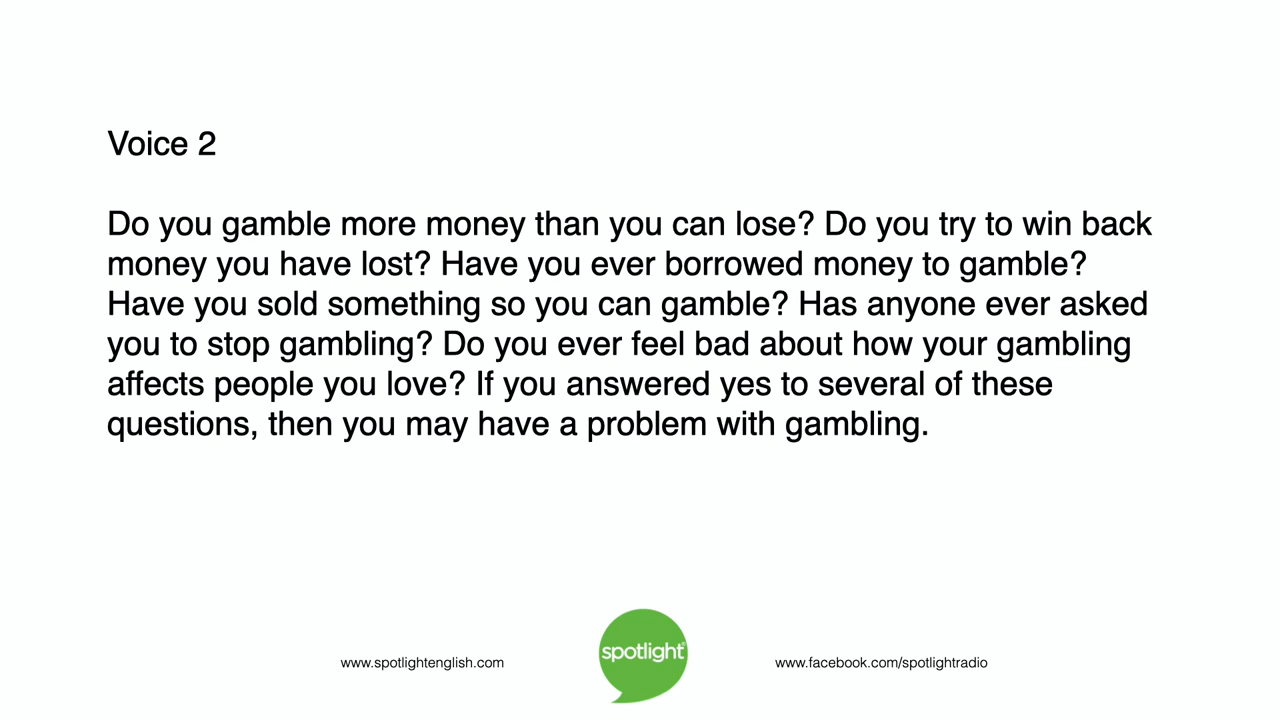 Voice 2
Do you gamble more money than you can lose? Do you try to win back
money you have lost? Have you ever borrowed money to gamble?
Have you sold something so you can gamble? Has anyone ever asked
you to stop gambling? Do you ever feel bad about how your gambling
affects people you love? If you answered yes to several of these
questions, then you may have a problem with gambling.
www.spotlightenglish.com
spotlight®
www.facebook.com/spotlightradio